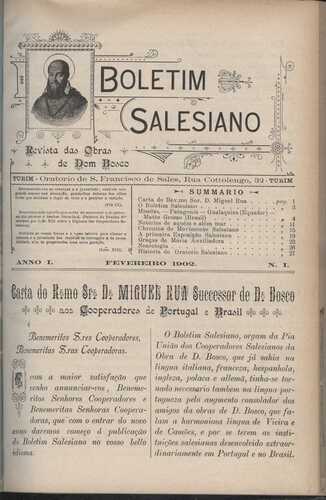 BOLETIM
SALESIANO
Revista das Obras
de Dom Bosco
TURIM - Oratorio de S. Francisco de Sales, Rua Cottolengo, 32 - TURIM
SUMMARIO
Carta do Rev.mo Snr. D. Miguel Rua pag. 1
O Boletim Salesiano
Missões. — Patagonia — Gualaquiza (Equador)
Matto Grosso (Brazil)
Noticias de aquém e além mar
Chronica do Movimento Salesiano
A primeira Exposição Salesiana
Graças de Maria Auxiliadora
Necrologia
Historia do Oratorio Salesiano
ANNO I. FEVEREIRO 1902. N. 1.
Carta do Rdmo Snr. D. MIGUEL RUA Successor de D. Bosco
aos Cooperadores de Portugal e Brasil
Benemeritos S.res Cooperadores,
Benemeritas S.ras Cooperadoras.
É com a maior satisfação que
venho annunciar-vos, Beneme-
ritos Senhores Cooperadores e
Benemeritas Senhoras Coopera-
doras, que com o entrar do novo
anno daremos começo á publicação
do Boletim Salesiano no vosso bello
idioma.
O Boletim Salesiano, orgam da Pia
União dos Cooperadores Salesianos da
Obra de D. Bosco, que já sahia na
lingua italiana, franceza, hespanhola,
ingleza, polaca e allemã, tinha-se tor-
nado necessario tambem na lingua por-
tugueza pelo augmento consolador dos
amigos da obras de D. Bosco, que fa-
lam a harmoniosa lingua de Vieira e
de Camões, e por se terem as insti-
tuições salesianas desenvolvido extraor-
dinariamente em Portugal e no Brasil.